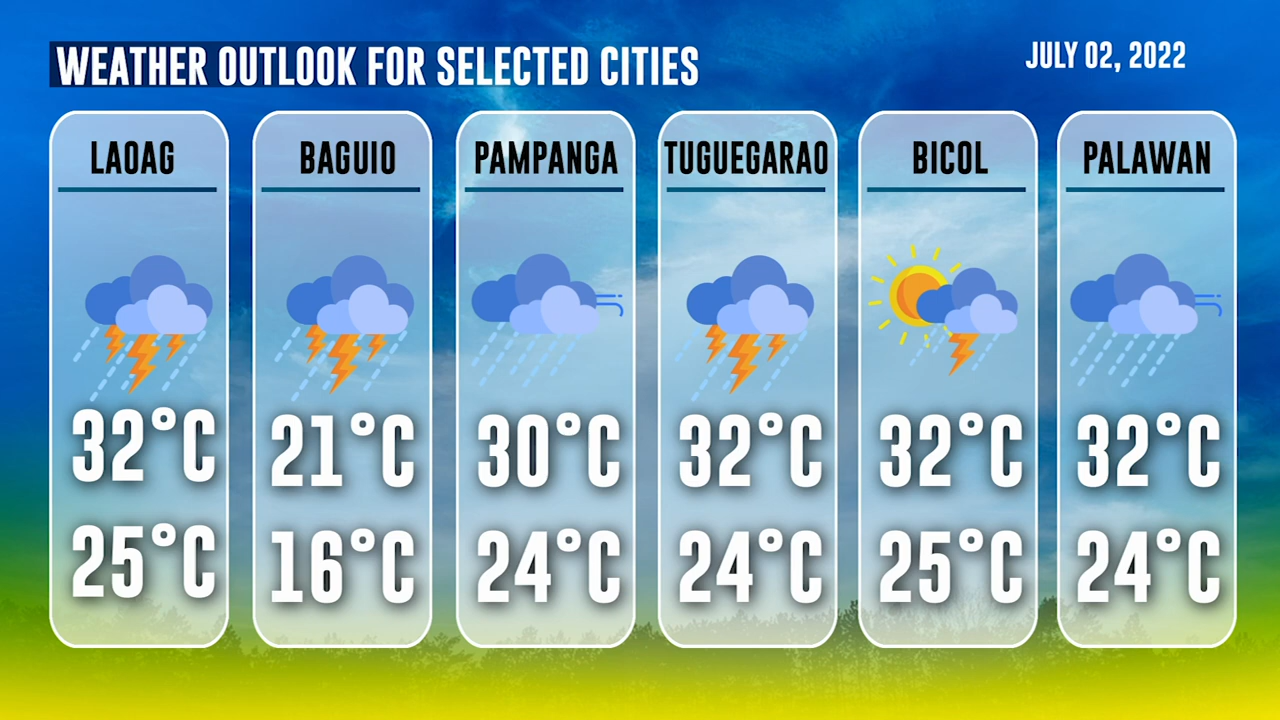 WEATHER OUTLOOK FOR SELECTED CITIES
JULY 02, 2022
LAOAG
32°C
25°C
BAGUIO
21°C
16°C
PAMPANGA
30°C
24°C
TUGUEGARAO
32°C
24°C
BICOL
32°C
25°C
PALAWAN
32°C
24°C